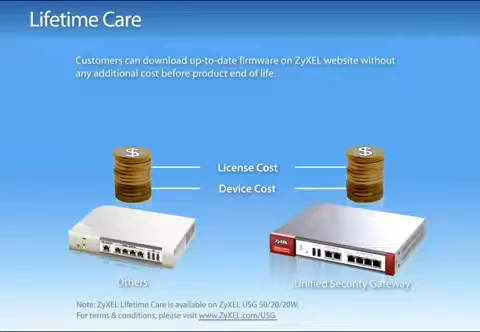 Lifetime Care
Customers can download up-to-date firmware on ZyXEL website without
any additional cost before product end of life.
$ $
License Cost
Device Cost
ZyXEL
Others Unified Security Gateway
Note: ZyXEL Lifetime Care is available on ZyXEL USG 50/20/20W.
For terms & conditions, please visit www.ZyXEL.com/USG